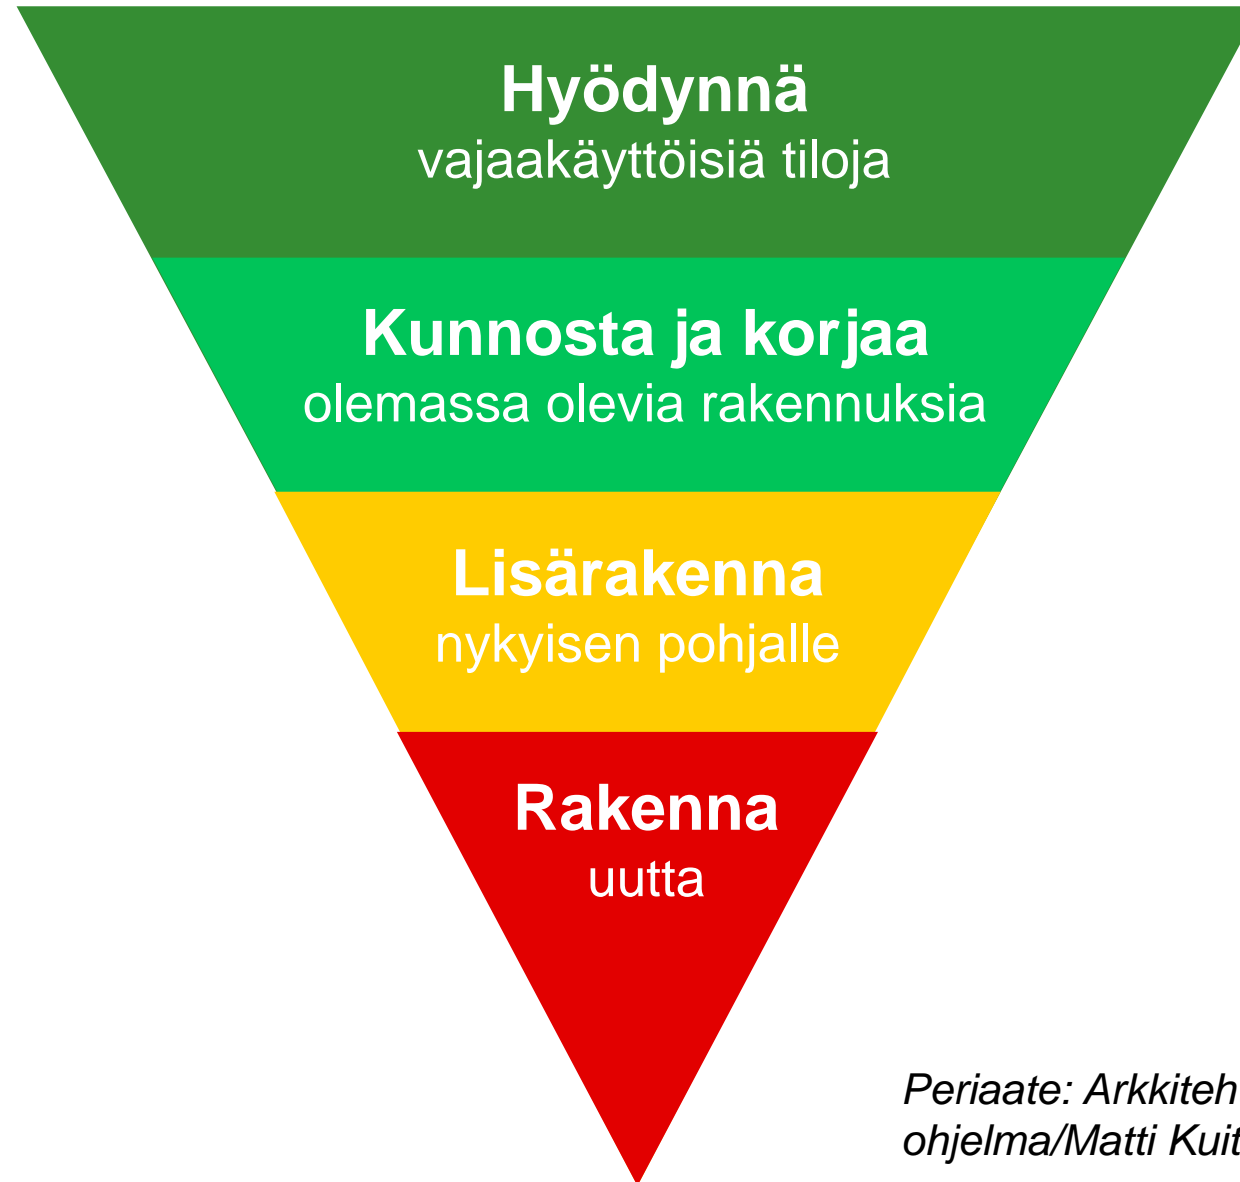 Hyödynnä
vajaakäyttöisiä tiloja
Kunnosta ja korjaa
olemassa olevia rakennuksia
Lisärakenna
nykyisen pohjalle
Rakenna
uutta
Periaate: Arkkiteh
ohjelma/Matti Kuit